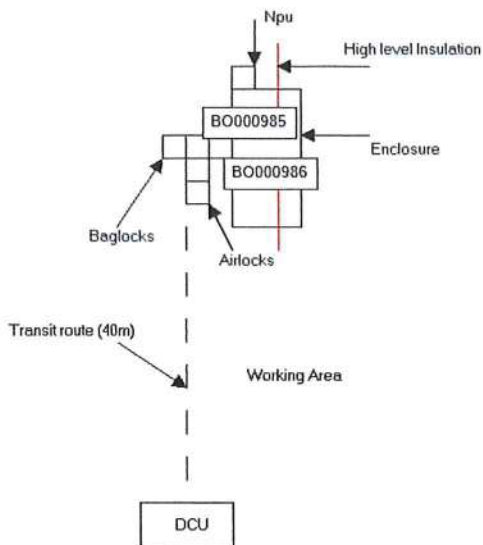 Npu
High level Insulation
BO000985
Enclosure
BO000986
Baglocks
Airlocks
Transit route (40m)
Working Area
DCU